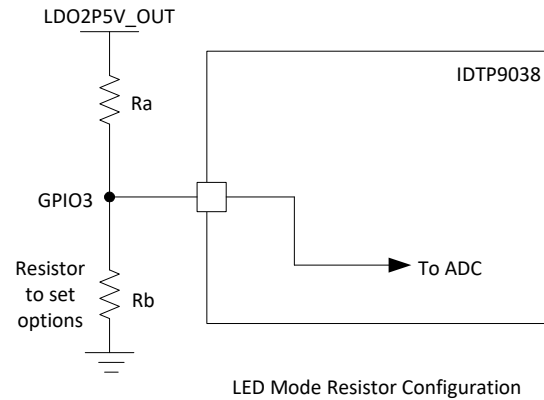 LDO2P5V_OUT
IDTP9038
Ra
GPIO3
Resistor
to set
options
Rb
To ADC
LED Mode Resistor Configuration